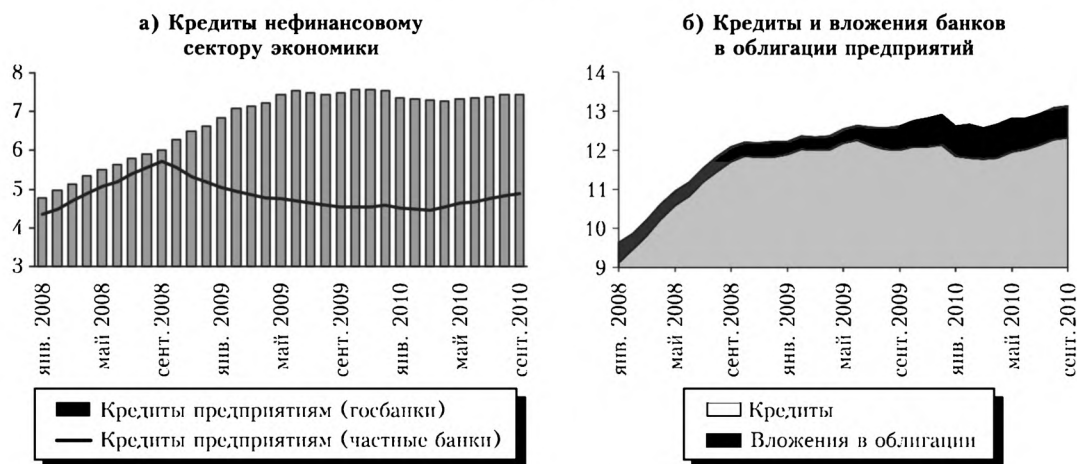 а) Кредиты нефинансовому
сектору экономики
8
7
6
5
4
3
янв. 2008
май 2008
сент. 2008
янв. 2009
май 2009
сент. 2009
янв. 2010
май 2010
сент. 2010
Кредиты предприятиям (госбанки)
Кредиты предприятиям (частные банки)
б) Кредиты и вложения банков
в облигации предприятий
14
13
12
11
10
9
янв. 2008
май 2008
сент. 2008
янв. 2009
май 2009
сент. 2009
янв. 2010
май 2010
сент. 2010
Кредиты
Вложения в облигации